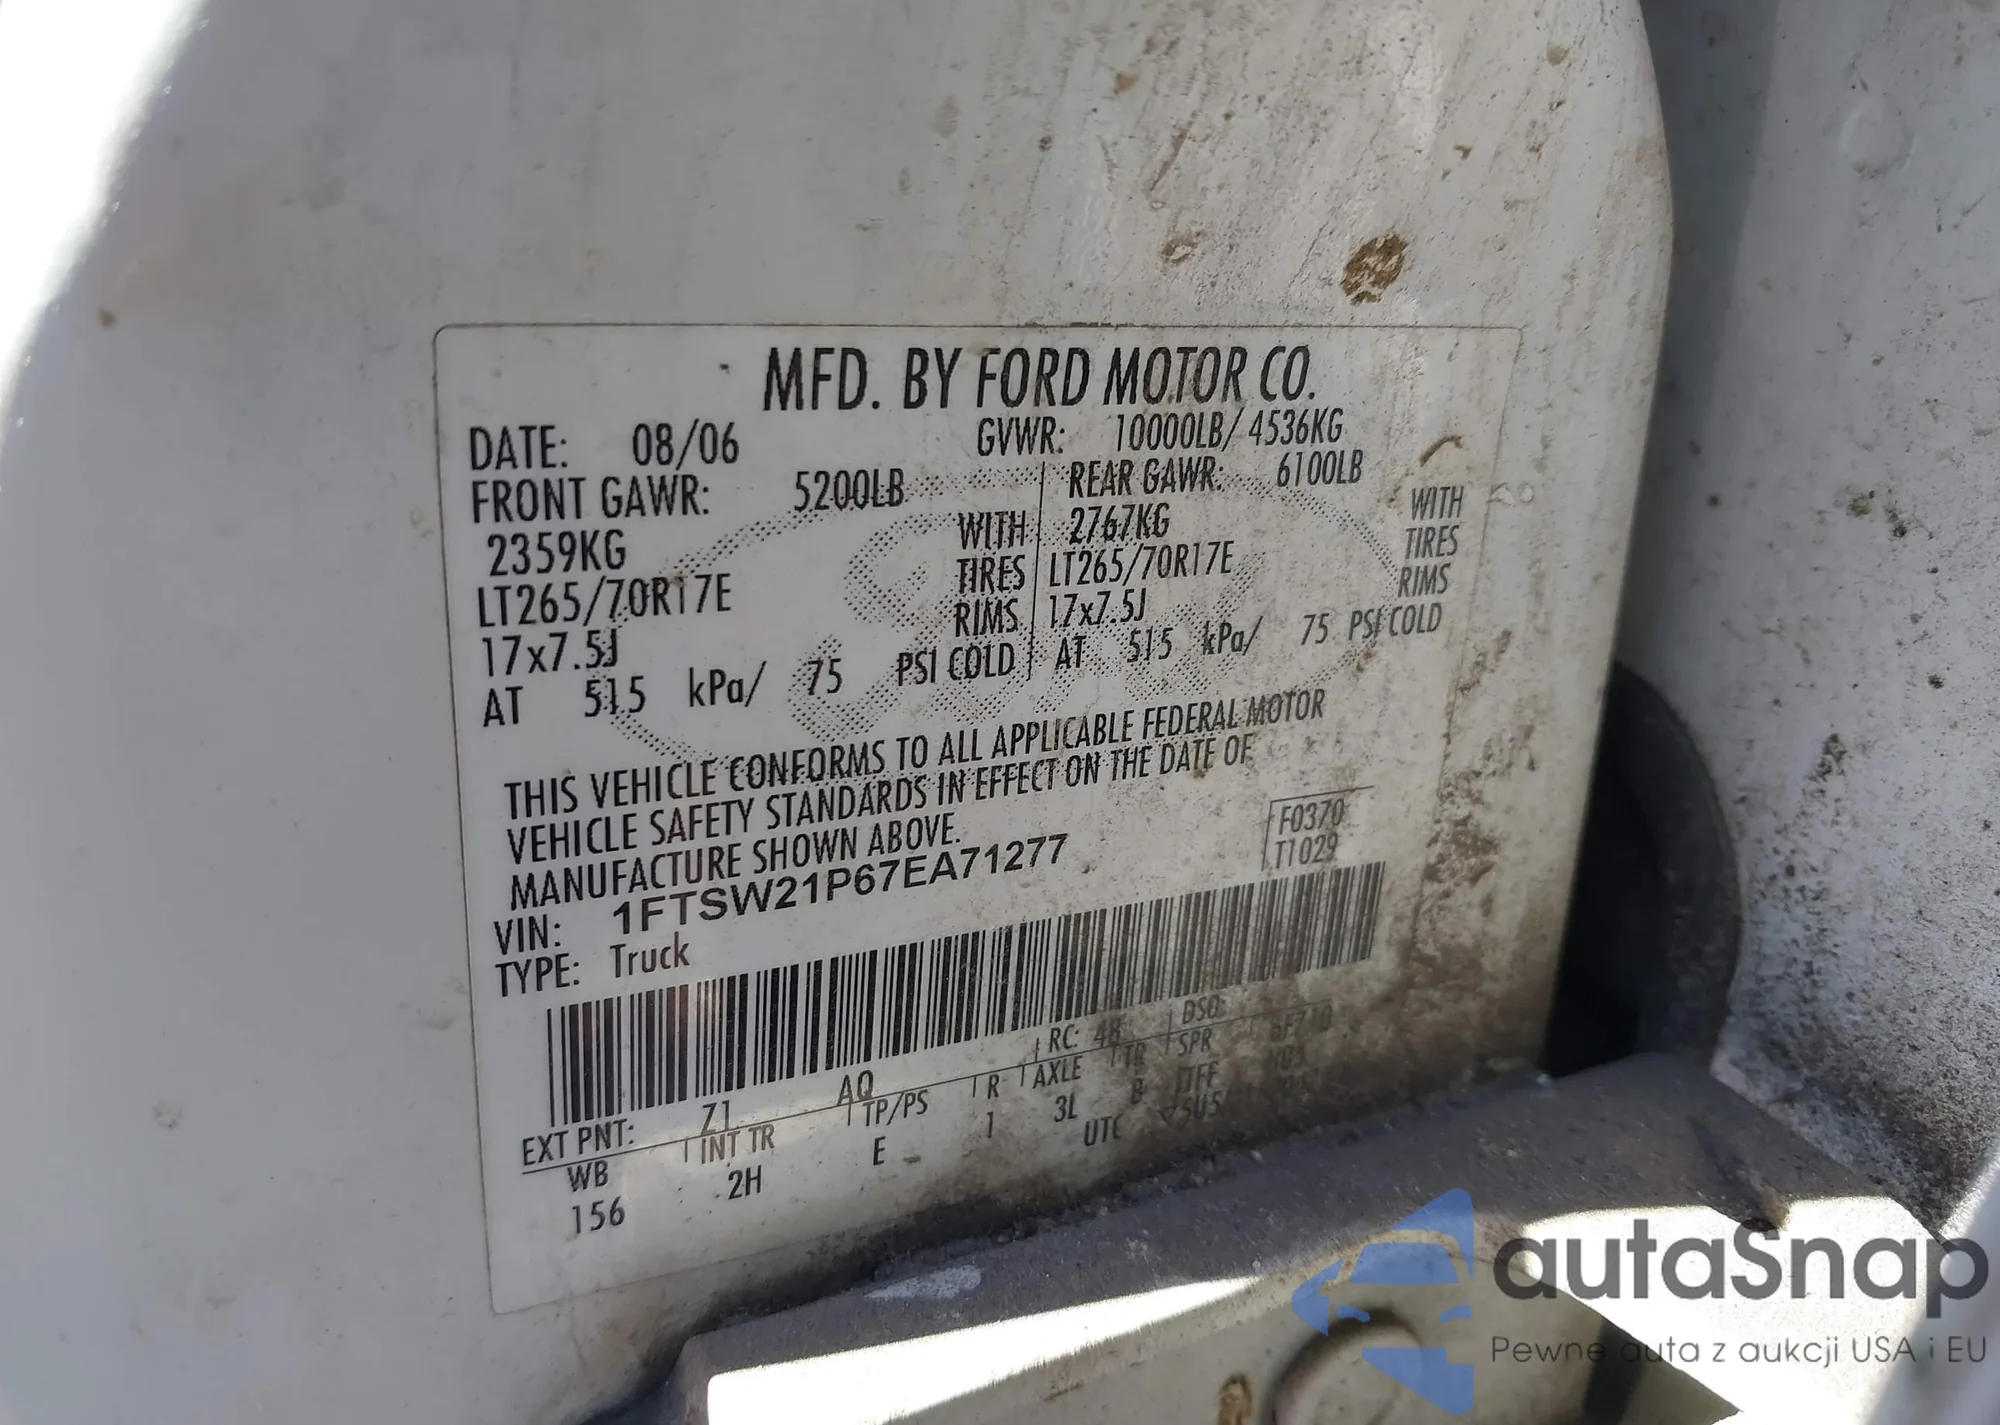 MFD. BY FORD MOTOR CO.
DATE: 08/06 GVWR: 10000LB/ 4536KG
FRONT GAWR: 5200LB REAR GAWR: 6100LB
2359KG WITH 2767KG WITH
LT265/70R17E TIRES LT265/70R17E TIRES
17x7.5J RIMS 17x7.5J RIMS
AT 515 kPa/ 75 PSI COLD AT 515 kPa/ 75 PSI COLD
THIS VEHICLE CONFORMS TO ALL APPLICABLE FEDERAL MOTOR
VEHICLE SAFETY STANDARDS IN EFFECT ON THE DATE OF
MANUFACTURE SHOWN ABOVE.
F0370
T1029
VIN: 1FTSW21P67EA71277
TYPE: Truck
EXT PNT: Z1 AQ RC: 48 DSO:
WB INT TR TP/PS R AXLE TR SPR
156 2H E 1 3L B
UTC
autaSnap
Pewne auta z aukcji USA i EU